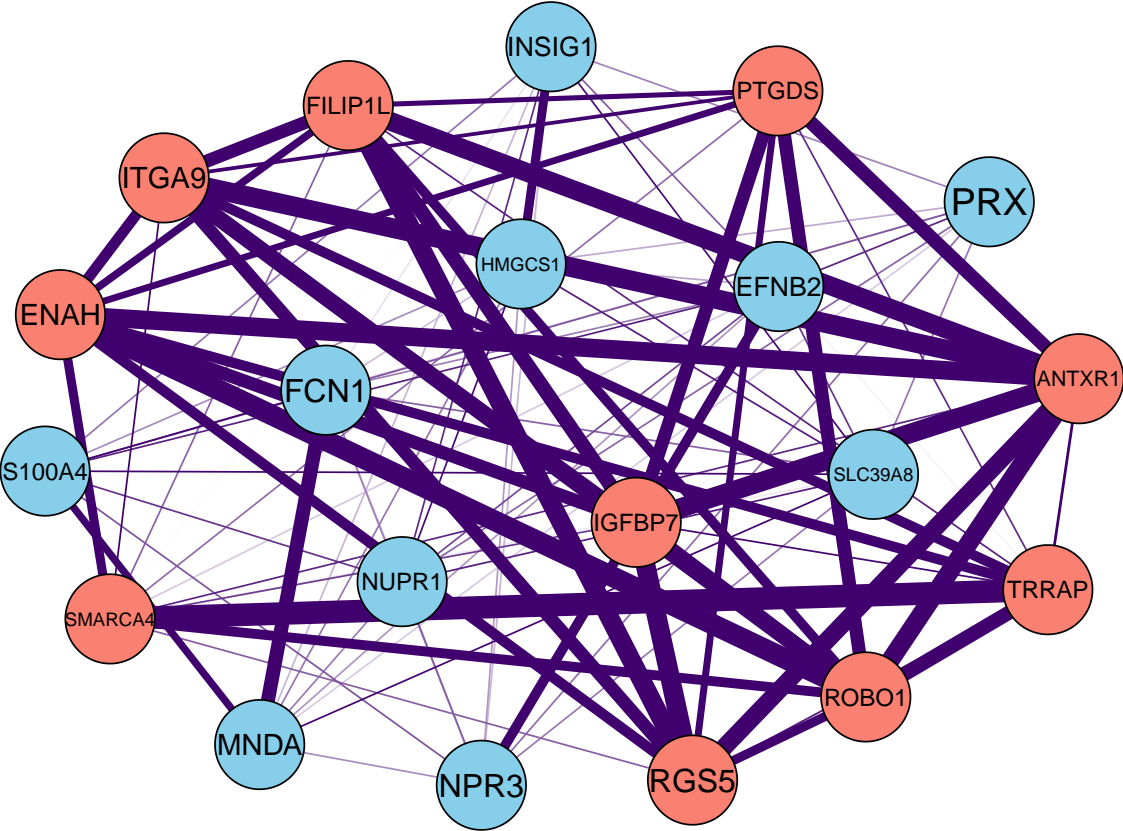 INSIG1
PTGDS
FILIP1L
ITGA9
PRX
HMGCS1
EFNB2
ENAH
ANTXR1
FCN1
S100A4
SLC39A8
IGFBP7
NUPR1
TRRAP
SMARCA4
ROBO1
MNDA
NPR3
RGS5